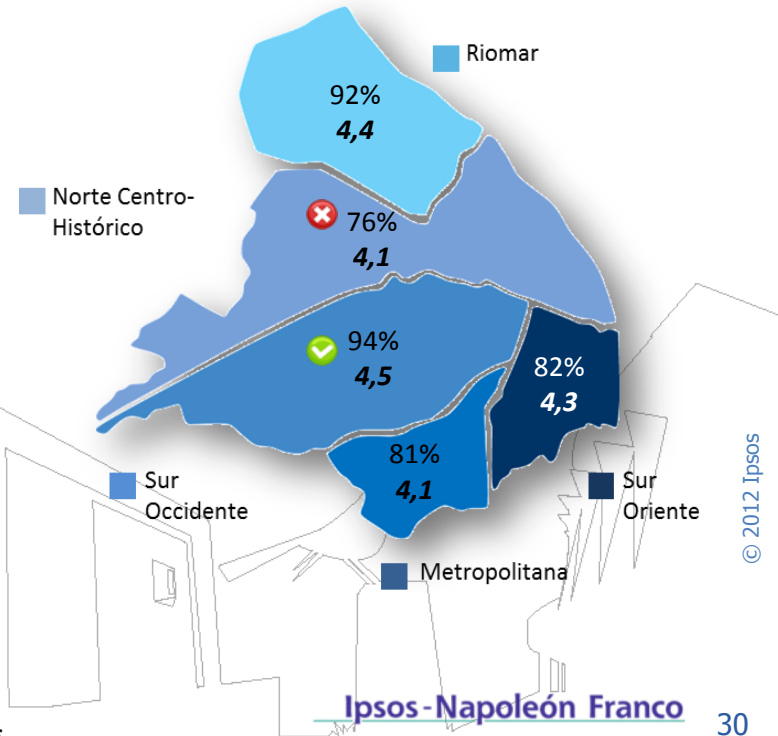 Riomar
92%
4,4
Norte Centro-
Histórico
76%
4,1
94%
4,5
82%
4,3
81%
4,1
Sur
Occidente
Sur
Oriente
Metropolitana
© 2012 Ipsos
Ipsos-Napoleón Franco
30